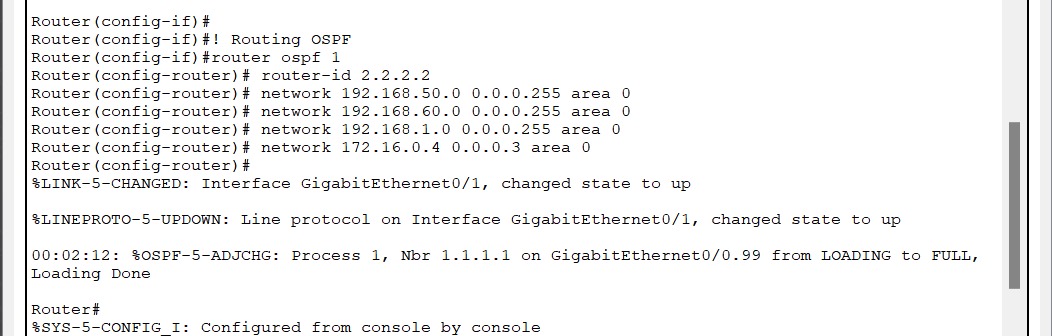 Router(config-if)#
Router(config-if)#! Routing OSPF
Router(config-if)#router ospf 1
Router(config-router)# router-id 2.2.2.2
Router(config-router)# network 192.168.50.0 0.0.0.255 area 0
Router(config-router)# network 192.168.60.0 0.0.0.255 area 0
Router(config-router)# network 192.168.1.0 0.0.0.255 area 0
Router(config-router)# network 172.16.0.4 0.0.0.3 area 0
Router(config-router)#
%LINK-5-CHANGED: Interface GigabitEthernet0/1, changed state to up
%LINEPROTO-5-UPDOWN: Line protocol on Interface GigabitEthernet0/1, changed state to up
00:02:12: %OSPF-5-ADJCHG: Process 1, Nbr 1.1.1.1 on GigabitEthernet0/0.99 from LOADING to FULL,
Loading Done
Router#
%SYS-5-CONFIG_I: Configured from console by console